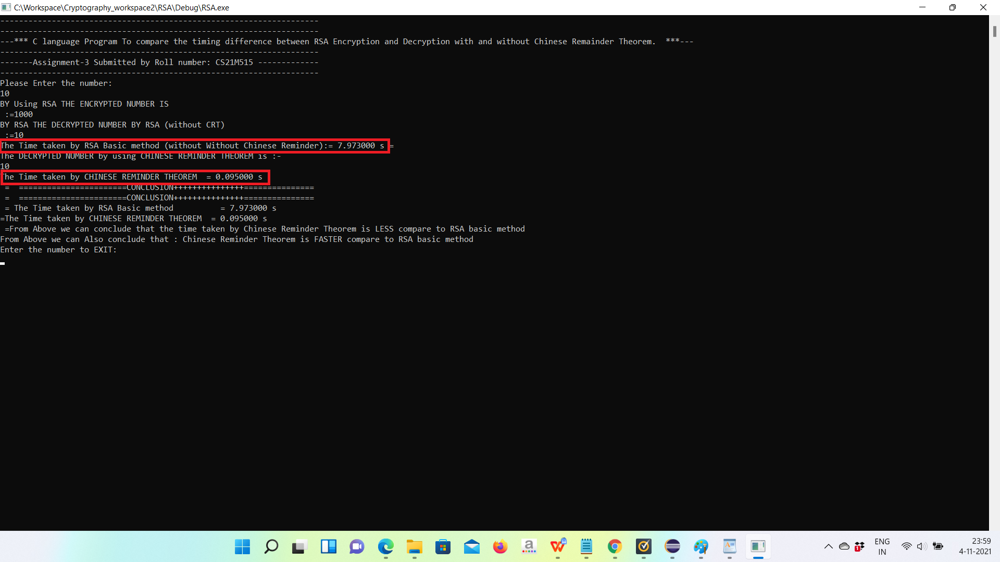 C:\Workspace\Cryptography_workspace2\RSA\Debug\RSA.exe
--------------------------------------------------------------------
--------------------------------------------------------------------
---*** C language Program To compare the timing difference between RSA Encryption and Decryption with and without Chinese Remainder Theorem.  ***---
--------------------------------------------------------------------
-------Assignment-3 Submitted by Roll number: CS21M515 -------------
--------------------------------------------------------------------
Please Enter the number:
10
BY Using RSA THE ENCRYPTED NUMBER IS
 :=1000
BY RSA THE DECRYPTED NUMBER BY RSA (without CRT)
 :=10
The Time taken by RSA Basic method (without Without Chinese Reminder):= 7.973000 s =
The DECRYPTED NUMBER by using CHINESE REMINDER THEOREM is :-
10
The Time taken by CHINESE REMINDER THEOREM  = 0.095000 s
 =  =======================CONCLUSION+++++++++++++++===============
 =  =======================CONCLUSION+++++++++++++++===============
 = The Time taken by RSA Basic method          = 7.973000 s
=The Time taken by CHINESE REMINDER THEOREM  = 0.095000 s
 =From Above we can conclude that the time taken by Chinese Reminder Theorem is LESS compare to RSA basic method
From Above we can Also conclude that : Chinese Reminder Theorem is FASTER compare to RSA basic method
Enter the number to EXIT:
ENG
IN
23:59
4-11-2021